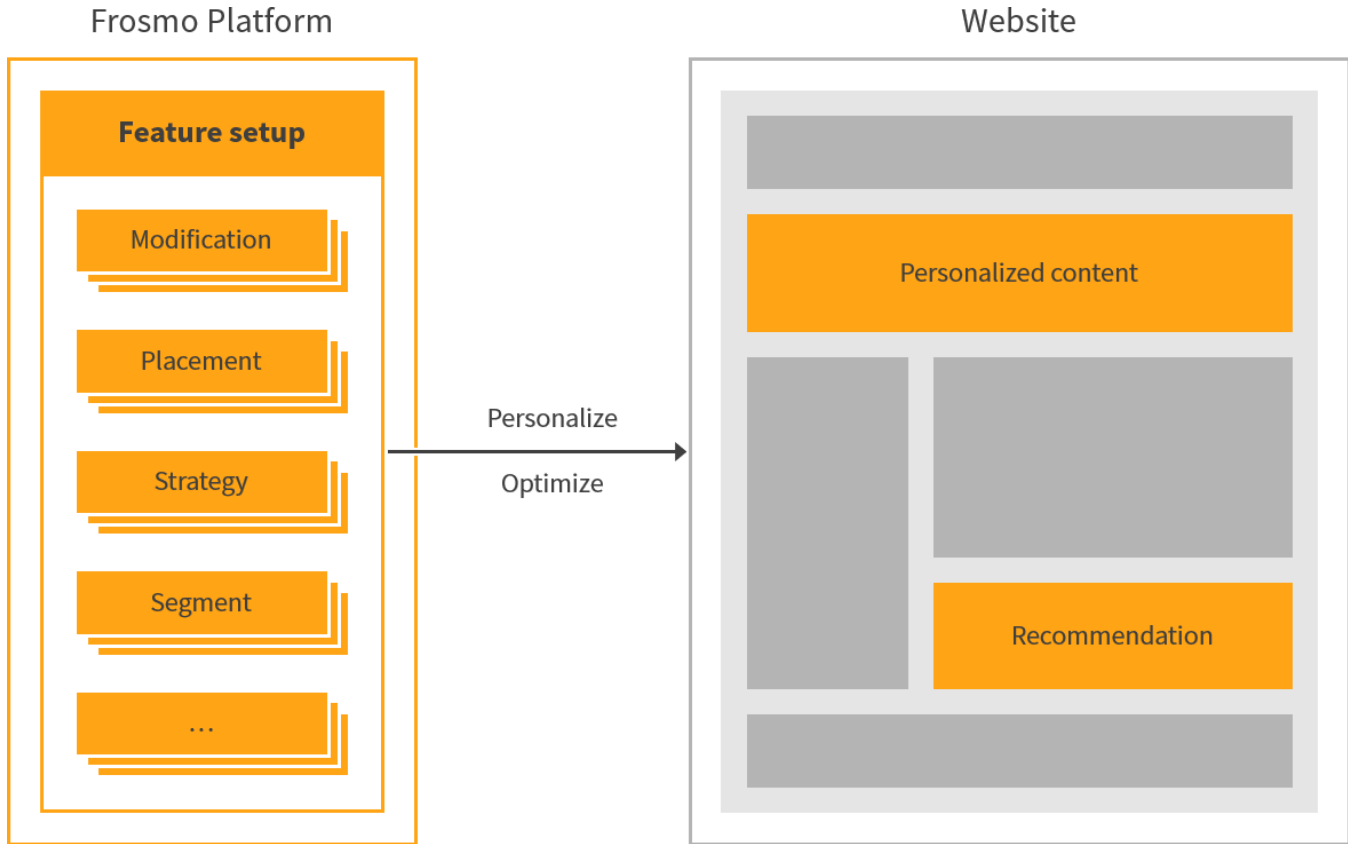 Frosmo Platform
Website
Feature setup
Modification
Placement
Strategy
Segment
...
Personalize
Optimize
Personalized content
Recommendation